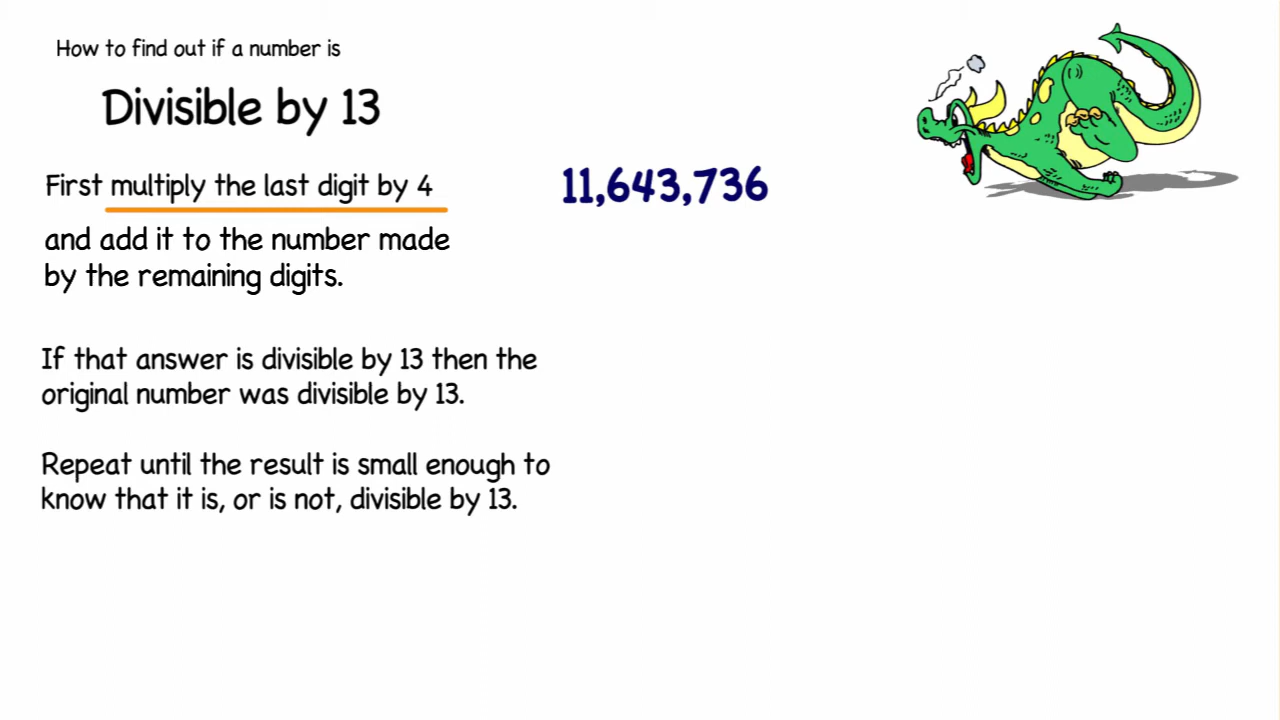 How to find out if a number is
Divisible by 13
First multiply the last digit by 4
11,643,736
and add it to the number made
by the remaining digits.
If that answer is divisible by 13 then the
original number was divisible by 13.
Repeat until the result is small enough to
know that it is, or is not, divisible by 13.